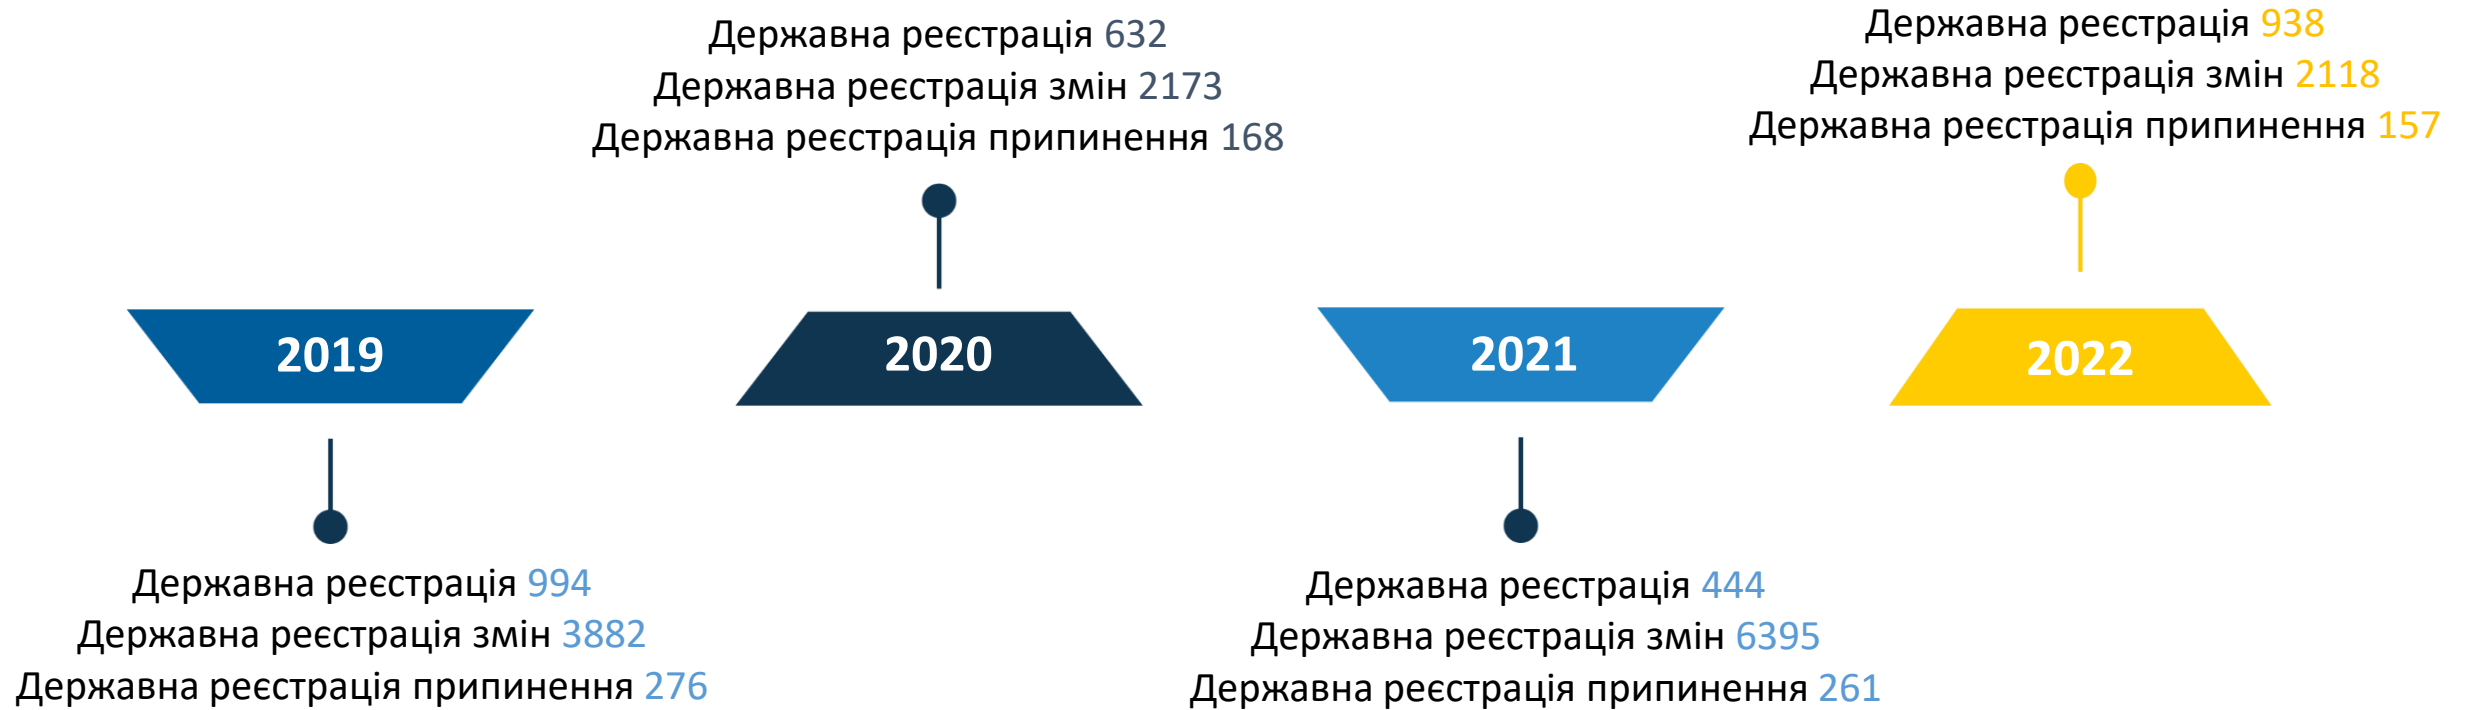 2019
Державна реєстрація 994
Державна реєстрація змін 3882
Державна реєстрація припинення 276
Державна реєстрація 632
Державна реєстрація змін 2173
Державна реєстрація припинення 168
2020
2021
Державна реєстрація 444
Державна реєстрація змін 6395
Державна реєстрація припинення 261
Державна реєстрація 938
Державна реєстрація змін 2118
Державна реєстрація припинення 157
2022